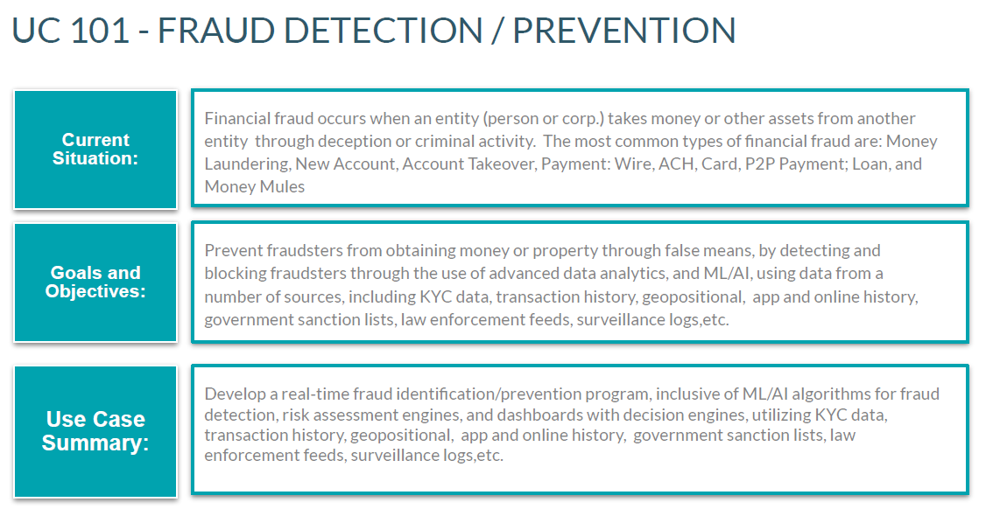 UC 101 - FRAUD DETECTION / PREVENTION
Current
Situation:
Financial fraud occurs when an entity (person or corp.) takes money or other assets from another
entity  through deception or criminal activity.  The most common types of financial fraud are: Money
Laundering, New Account, Account Takeover, Payment: Wire, ACH, Card, P2P Payment; Loan, and
Money Mules
Goals and
Objectives:
Prevent fraudsters from obtaining money or property through false means, by detecting and
blocking fraudsters through the use of advanced data analytics, and ML/AI, using data from a
number of sources, including KYC data, transaction history, geopositional,  app and online history,
government sanction lists, law enforcement feeds, surveillance logs,etc.
Use Case
Summary:
Develop a real-time fraud identification/prevention program, inclusive of ML/AI algorithms for fraud
detection, risk assessment engines, and dashboards with decision engines, utilizing KYC data,
transaction history, geopositional,  app and online history,  government sanction lists, law
enforcement feeds, surveillance logs,etc.